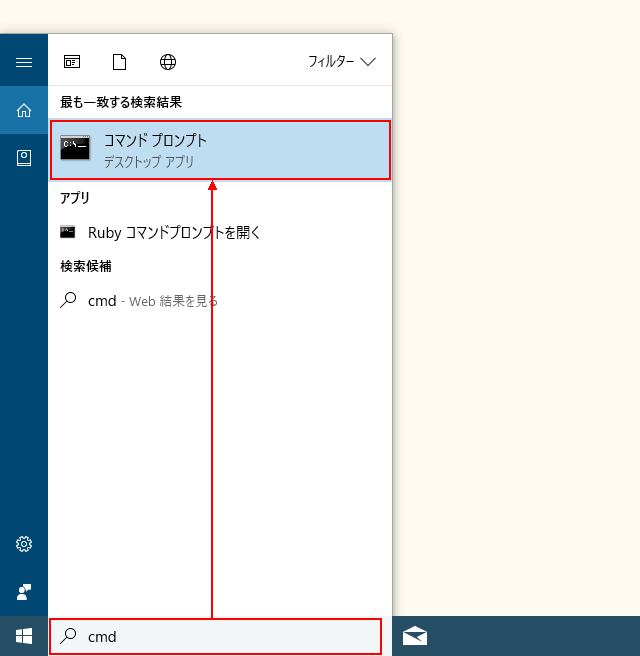 フィルター
最も一致する検索結果
コマンド プロンプト
デスクトップ アプリ
アプリ
Ruby コマンドプロンプトを開く
検索候補
cmd - Web 結果を見る
cmd